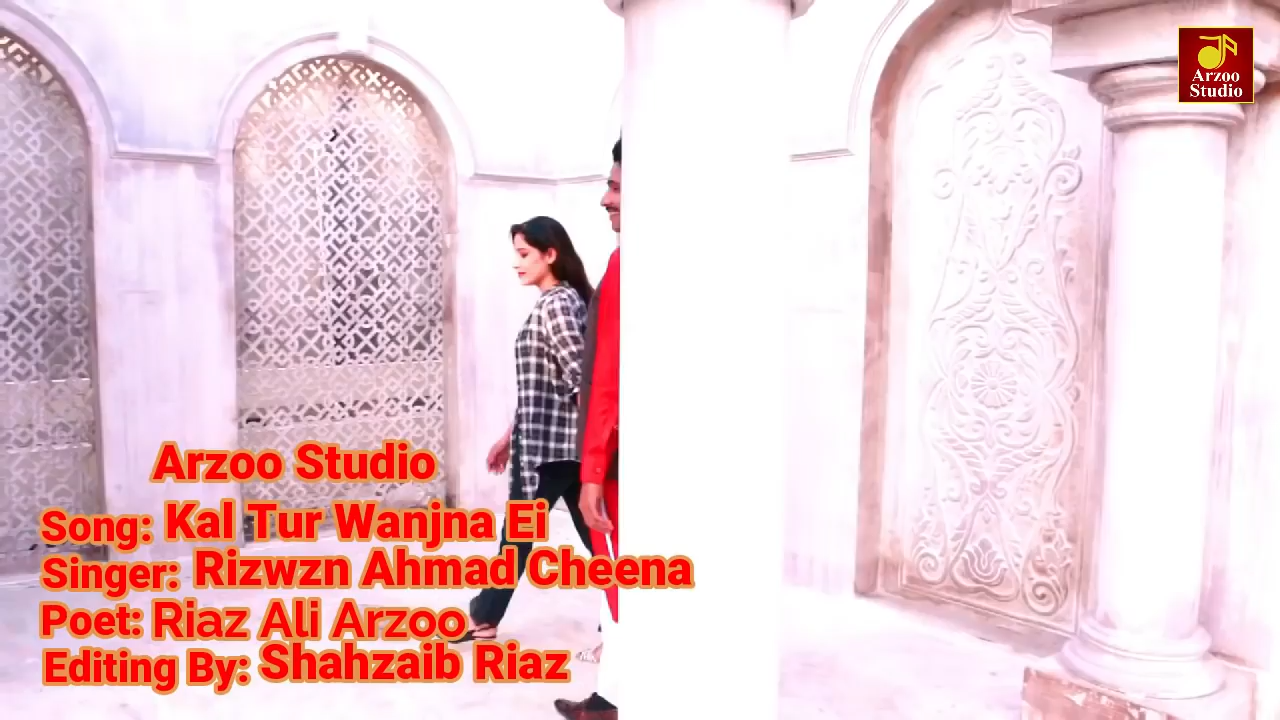 Arzoo
Studio
Arzoo Studio
Song: Kal Tur Wanjna Ei
Singer: Rizwzn Ahmad Cheena
Poet: Riaz Ali Arzoo
Editing By: Shahzaib Riaz